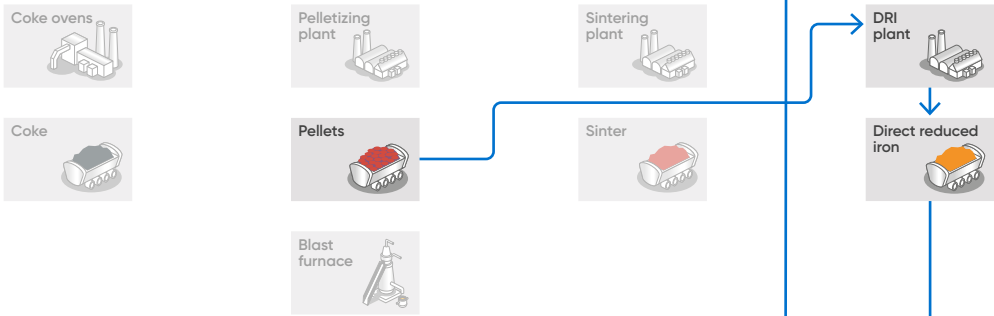 Coke ovens
Pelletizing
plant
Sintering
plant
DRI
plant
Coke
Pellets
Sinter
Direct reduced
iron
Blast
furnace